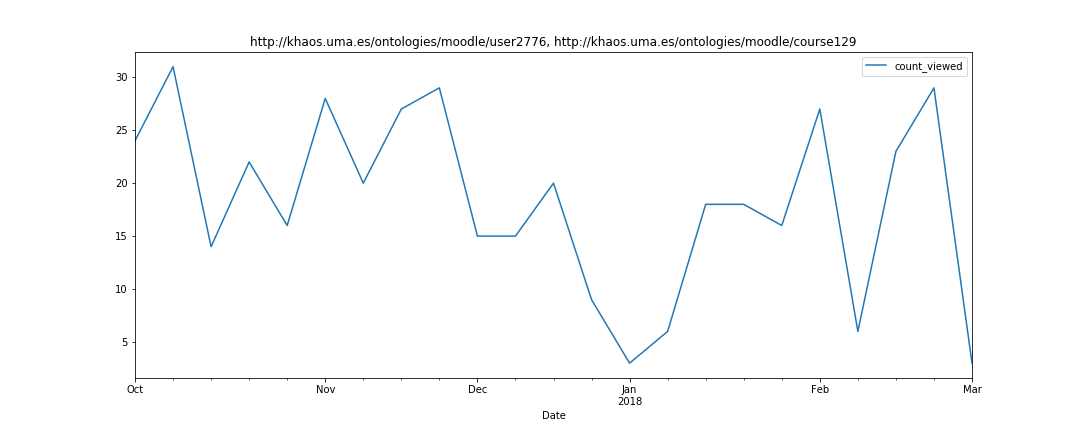 http://khaos.uma.es/ontologies/moodle/user2776, http://khaos.uma.es/ontologies/moodle/course129
count_viewed
30
25
20
15
10
5
Oct Nov Dec Jan Feb Mar
2018
Date